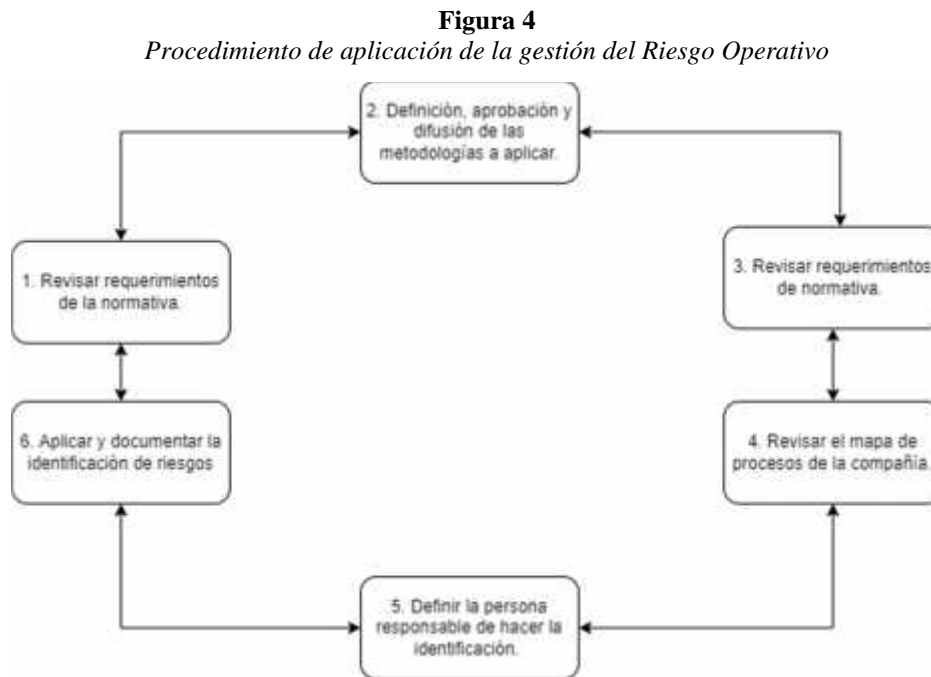 Figura 4
Procedimiento de aplicación de la gestión del Riesgo Operativo
2. Definición, aprobación y
difusión de las
metodologías a aplicar.
1. Revisar requerimientos
de la normativa.
3. Revisar requerimientos
de normativa.
6. Aplicar y documentar la
identificación de riesgos
4. Revisar el mapa de
procesos de la compañía.
5. Definir la persona
responsable de hacer la
identificación.